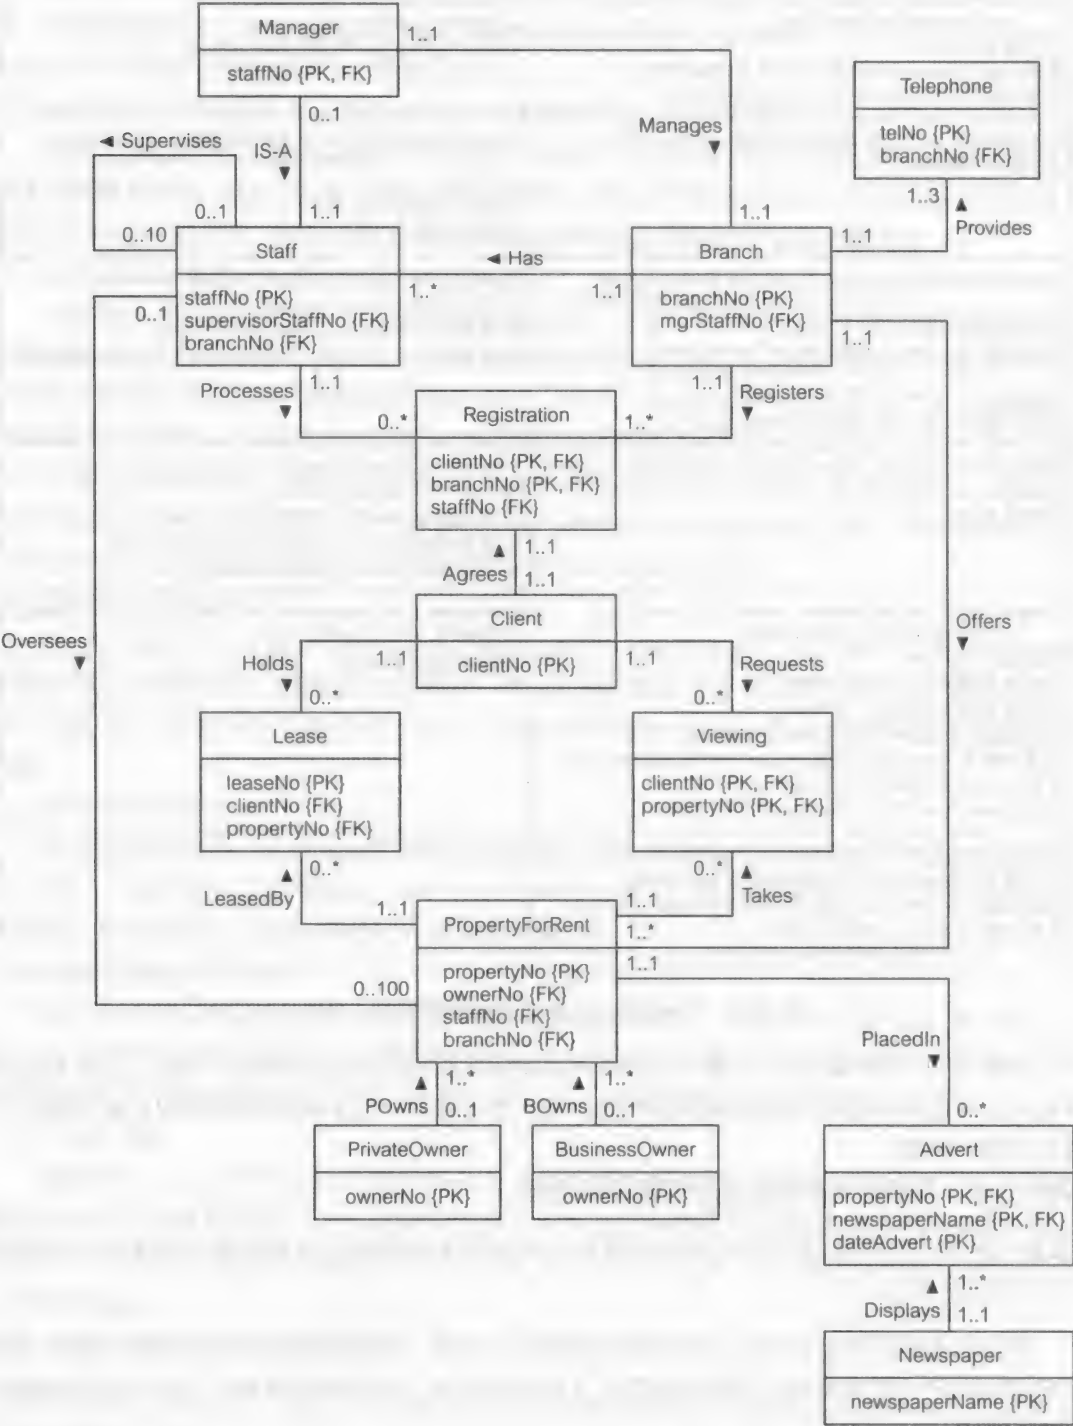 Manager
staffNo {PK, FK}
1..1
0..1
IS-A
▼
1..1
◄ Supervises
0..1
0..10
Manages
▼
1..1
Telephone
telNo {PK}
branchNo {FK}
1..3
▲
Provides
1..1
Staff
staffNo {PK}
supervisorStaffNo {FK}
branchNo {FK}
◄ Has
1..*
1..1
Branch
branchNo {PK}
mgrStaffNo {FK}
0..1
1..1
Processes
▼
1..1
0..*
1..1
Registers
▼
1..*
Registration
clientNo {PK, FK}
branchNo {PK, FK}
staffNo {FK}
▲
1..1
Agrees
1..1
Client
clientNo {PK}
Oversees
▼
Offers
▼
Holds
▼
1..1
0..*
1..1
Requests
▼
0..*
Lease
leaseNo {PK}
clientNo {FK}
propertyNo {FK}
Viewing
clientNo {PK, FK}
propertyNo {PK, FK}
0..*
▲
LeasedBy
1..1
0..*
▲
Takes
1..1
1..*
1..1
PropertyForRent
propertyNo {PK}
ownerNo {FK}
staffNo {FK}
branchNo {FK}
0..100
PlacedIn
▼
0..*
▲
1..*
POwns
0..1
▲
1..*
BOwns
0..1
PrivateOwner
ownerNo {PK}
BusinessOwner
ownerNo {PK}
Advert
propertyNo {PK, FK}
newspaperName {PK, FK}
dateAdvert {PK}
▲
1..*
Displays
1..1
Newspaper
newspaperName {PK}